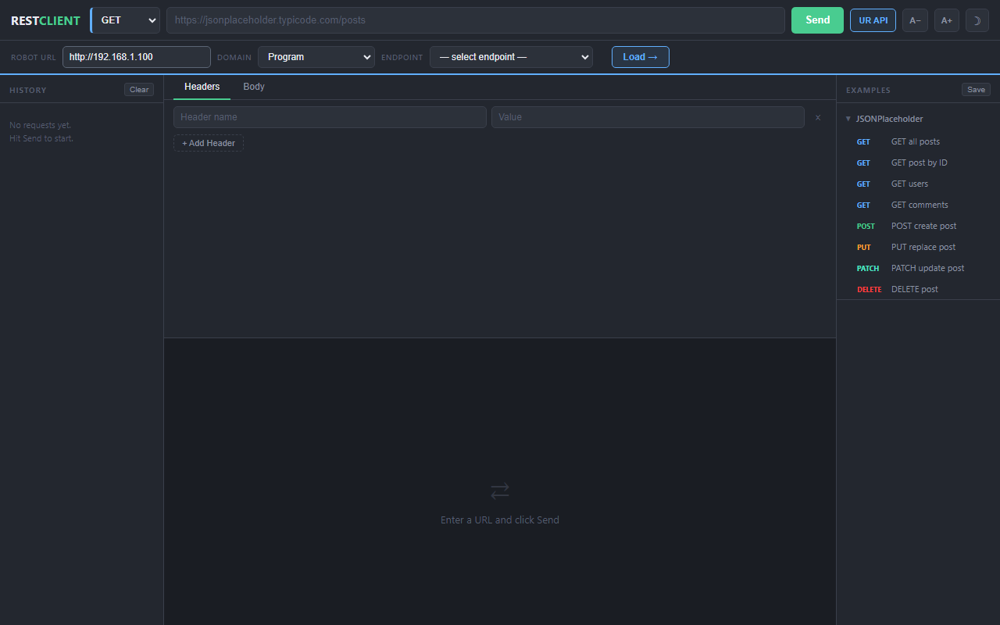 RESTCLIENT GET https://jsonplaceholder.typicode.com/posts Send UR API A− A+
ROBOT URL http://192.168.1.100 DOMAIN Program ENDPOINT — select endpoint — Load →
HISTORY Clear
No requests yet.
Hit Send to start.
Headers Body
Header name Value x
+ Add Header
⇄
Enter a URL and click Send
EXAMPLES Save
▾ JSONPlaceholder
GET GET all posts
GET GET post by ID
GET GET users
GET GET comments
POST POST create post
PUT PUT replace post
PATCH PATCH update post
DELETE DELETE post